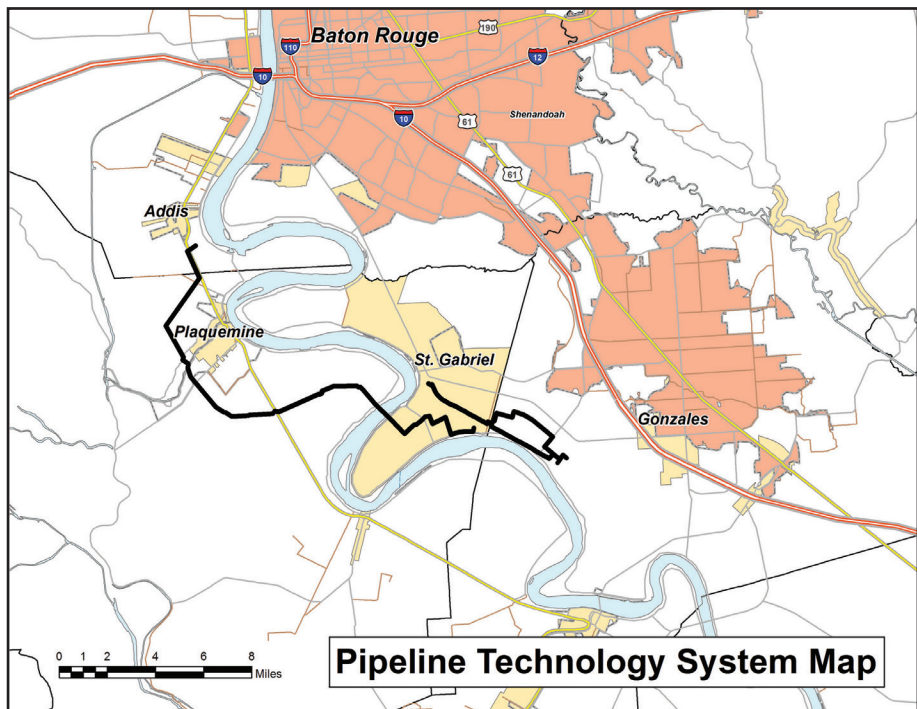 190
Baton Rouge
110
12
10
10
61
Shenandoah
61
Addis
Plaquemine
St. Gabriel
Gonzales
0 2 4 6 8
Miles
Pipeline Technology System Map